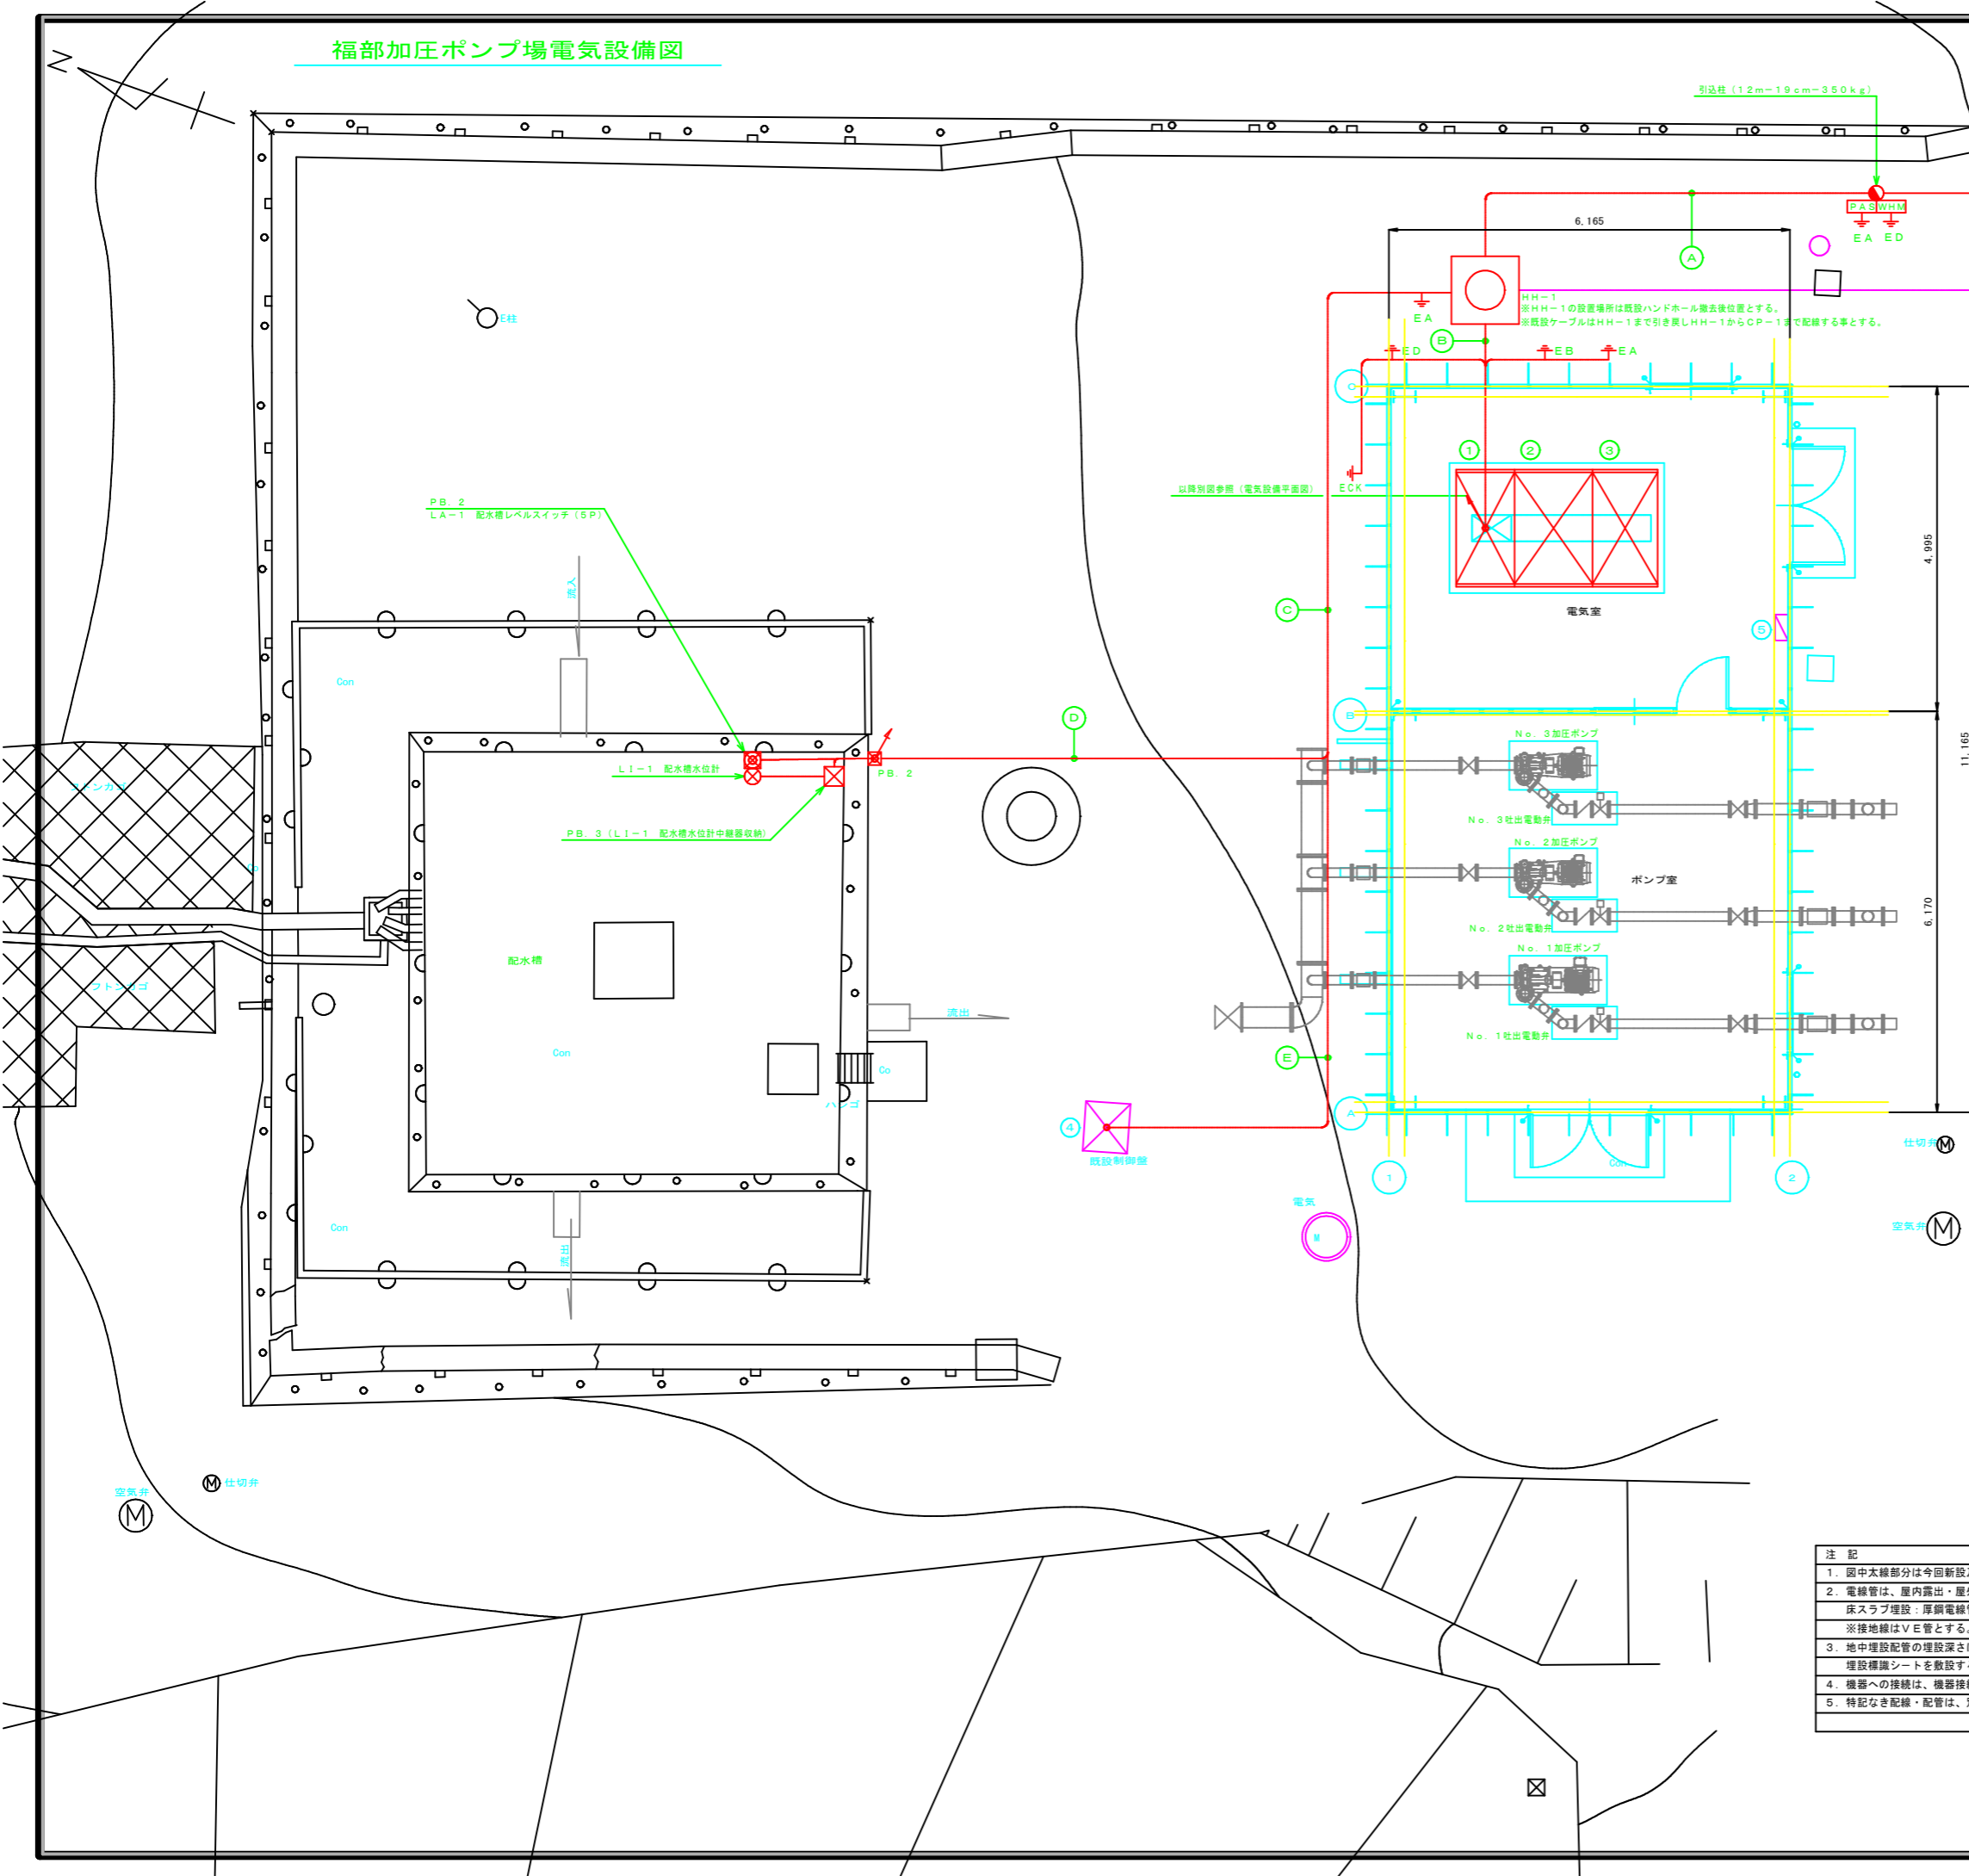 福部加圧ポンプ場電気設備図
N
引込柱（12m－19cm－350kg）
PAS WHM
EA ED
6,165
A
HH－1
※HH－1の設置場所は既設ハンドホール撤去後位置とする。
※既設ケーブルはHH－1まで引き戻しHH－1からCP－1まで配線する事とする。
EA
E柱
B
ED
EB
EA
C
① ② ③
以降別図参照（電気設備平面図）
ECK
PB．2
LA－1 配水槽レベルスイッチ（5P）
4,995
流入
電気室
C
5
Con
B
D
11,165
No．3加圧ポンプ
LI－1 配水槽水位計
PB．2
フトンカゴ
No．3吐出電動弁
PB．3（LI－1 配水槽水位計中継器収納）
No．2加圧ポンプ
Co
ポンプ室
6,170
No．2吐出電動弁
No．1加圧ポンプ
配水槽
フトンカゴ
流出
No．1吐出電動弁
Con
E
Co
ハシゴ
A
4
既設制御盤
仕切弁 M
Con
1
2
電気
M
空気弁 M
Con
流出
仕切弁 M
空気弁
M
注 記
1．図中太線部分は今回新設
2．電線管は、屋内露出・屋
床スラブ埋設：厚鋼電線
※接地線はVE管とする
3．地中埋設配管の埋設深さ
埋設標識シートを敷設す
4．機器への接続は、機器接
5．特記なき配線・配管は、